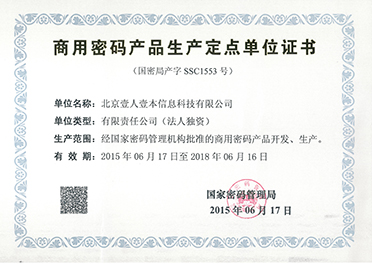 商用密码产品生产定点单位证书
（国密局产字 SSC1553 号）
单位名称：北京壹人壹本信息科技有限公司
单位类型：有限责任公司（法人独资）
生产范围：经国家密码管理机构批准的商用密码产品开发、生产。
有 效 期：2015 年 06 月 17 日至 2018 年 06 月 16 日
国家密码管理局
2015 年 06 月 17 日